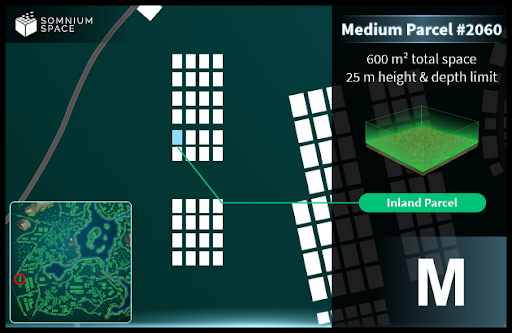 SOMNIUM
SPACE
Medium Parcel #2060
600 m² total space
25 m height & depth limit
Inland Parcel
M